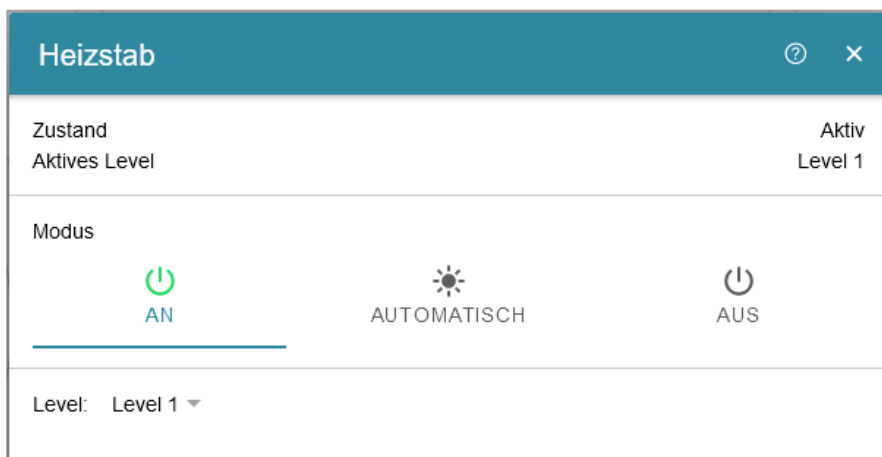 Heizstab
Zustand Aktiv
Aktives Level Level 1
Modus
AN AUTOMATISCH AUS
Level: Level 1